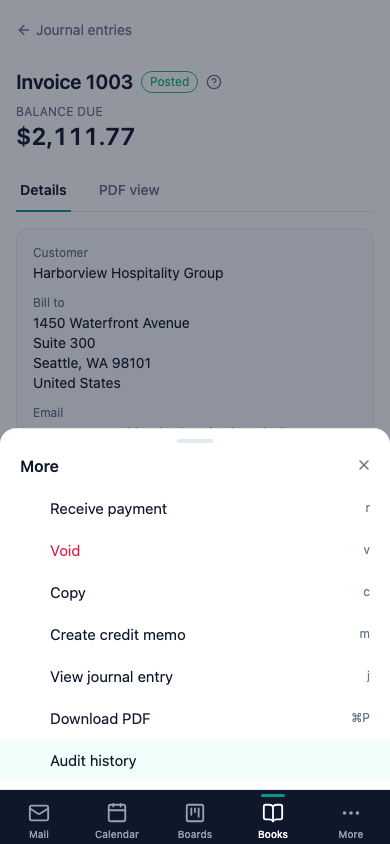 Journal entries
Invoice 1003 Posted
BALANCE DUE
$2,111.77
Details PDF view
Customer
Harborview Hospitality Group
Bill to
1450 Waterfront Avenue
Suite 300
Seattle, WA 98101
United States
Email
More
Receive payment r
Void v
Copy c
Create credit memo m
View journal entry j
Download PDF ⌘P
Audit history
Mail Calendar Boards Books More